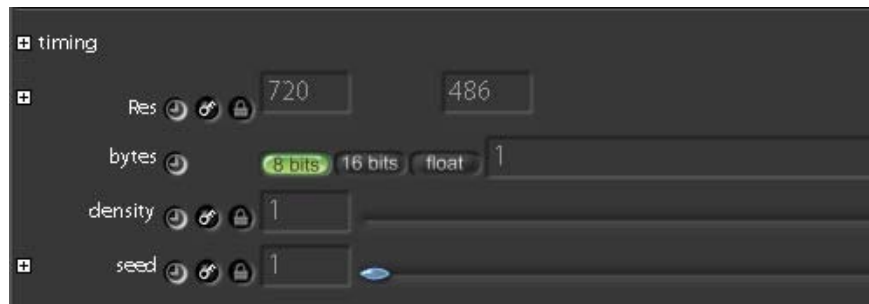 timing
Res 720 486
bytes 8 bits 16 bits float 1
density 1
seed 1